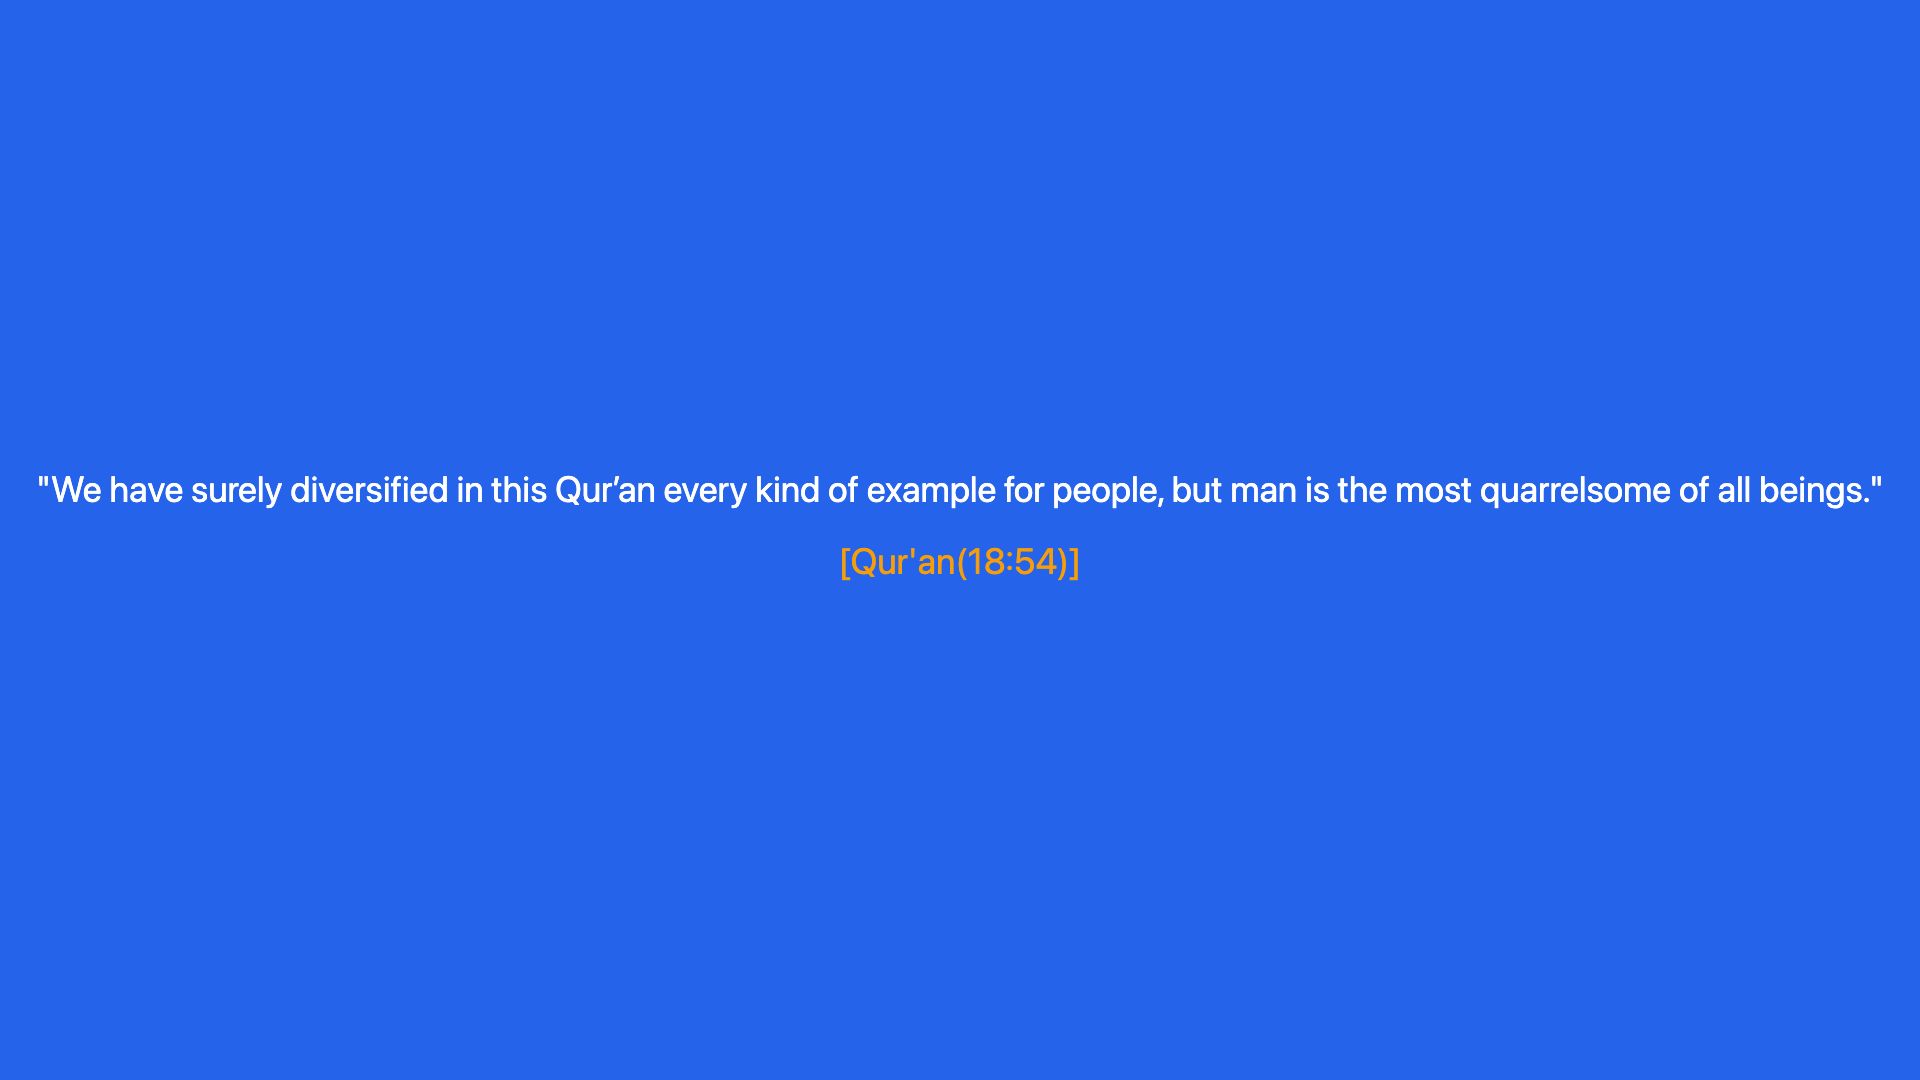 "We have surely diversified in this Qur’an every kind of example for people, but man is the most quarrelsome of all beings."
[Qur'an(18:54)]